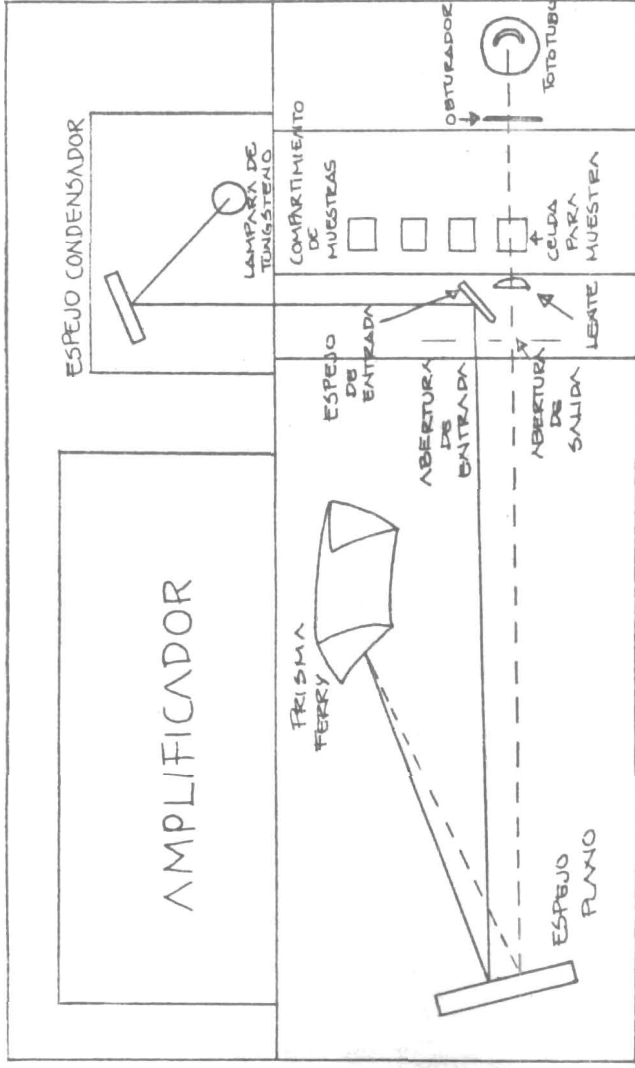 ESPEJO CONDENSADOR
AMPLIFICADOR
LAMPARA DE
TUNGSTENO
COMPARTIMIENTO
DE
MUESTRAS
OBTURADOR
FOTOTUBO
ESPEJO
DE
ENTRADA
ABERTURA
DE
ENTRADA
CELDA
PARA
MUESTRA
LENTE
ABERTURA
DE
SALIDA
PRISMA
FERRY
ESPEJO
PLANO